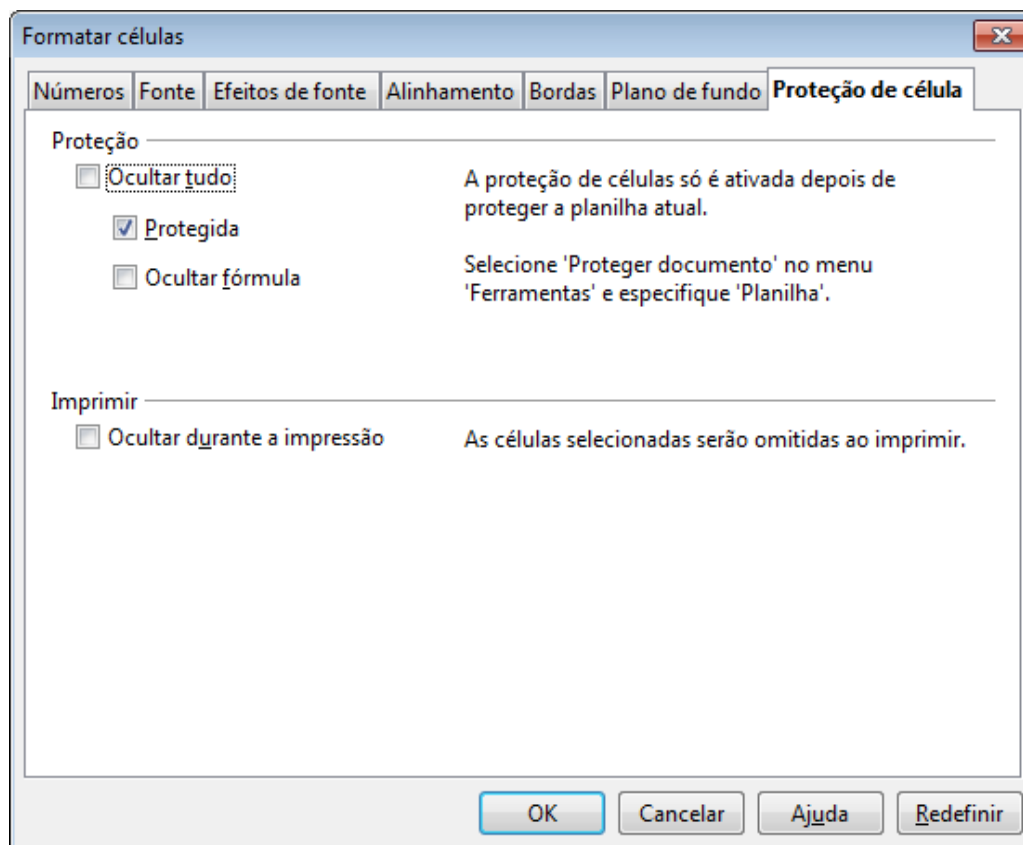 Formatar células
Números Fonte Efeitos de fonte Alinhamento Bordas Plano de fundo Proteção de célula
Proteção
Ocultar tudo
A proteção de células só é ativada depois de
proteger a planilha atual.
Protegida
Ocultar fórmula
Selecione 'Proteger documento' no menu
'Ferramentas' e especifique 'Planilha'.
Imprimir
Ocultar durante a impressão
As células selecionadas serão omitidas ao imprimir.
OK Cancelar Ajuda Redefinir